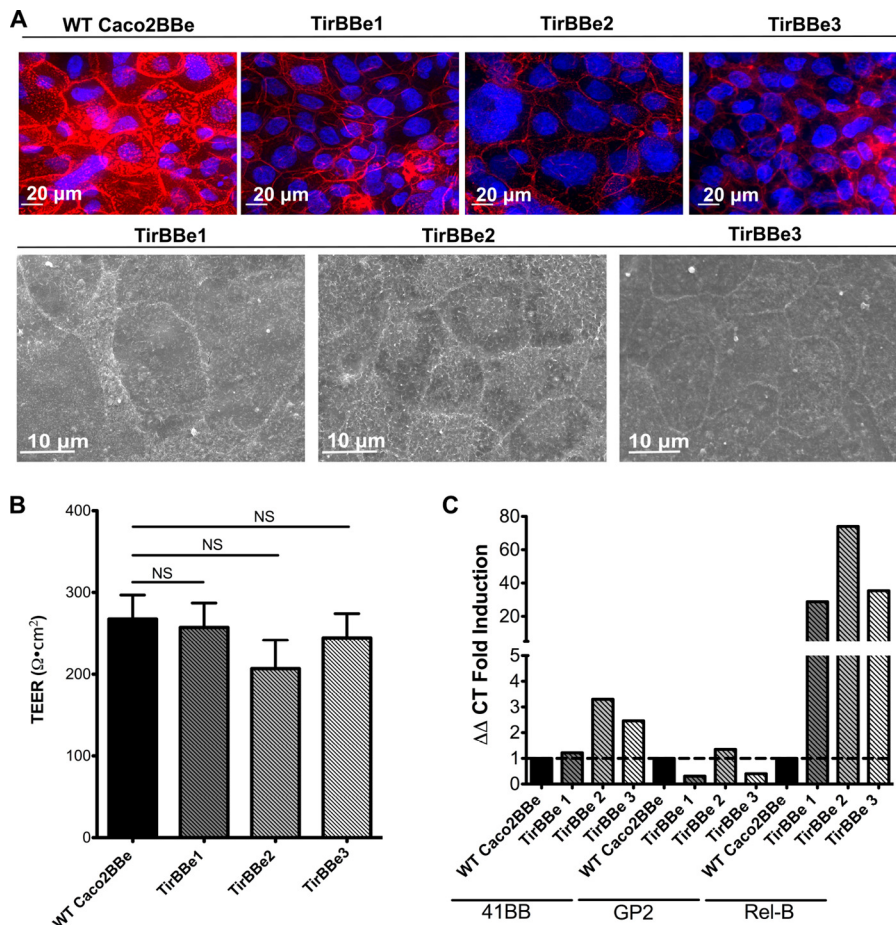 A
WT Caco2BBe TirBBe1 TirBBe2 TirBBe3
20 μm 20 μm 20 μm 20 μm
TirBBe1 TirBBe2 TirBBe3
10 μm 10 μm 10 μm
B
400
300
200
100
0
TEER (Ω•cm²)
NS
NS
NS
WT Caco2BBe
TirBBe1
TirBBe2
TirBBe3
C
80
60
40
20
5
4
3
2
1
0
ΔΔ CT Fold Induction
WT Caco2BBe
TirBBe 1
TirBBe 2
TirBBe 3
WT Caco2BBe
TirBBe 1
TirBBe 2
TirBBe 3
WT Caco2BBe
TirBBe 1
TirBBe 2
TirBBe 3
41BB GP2 Rel-B